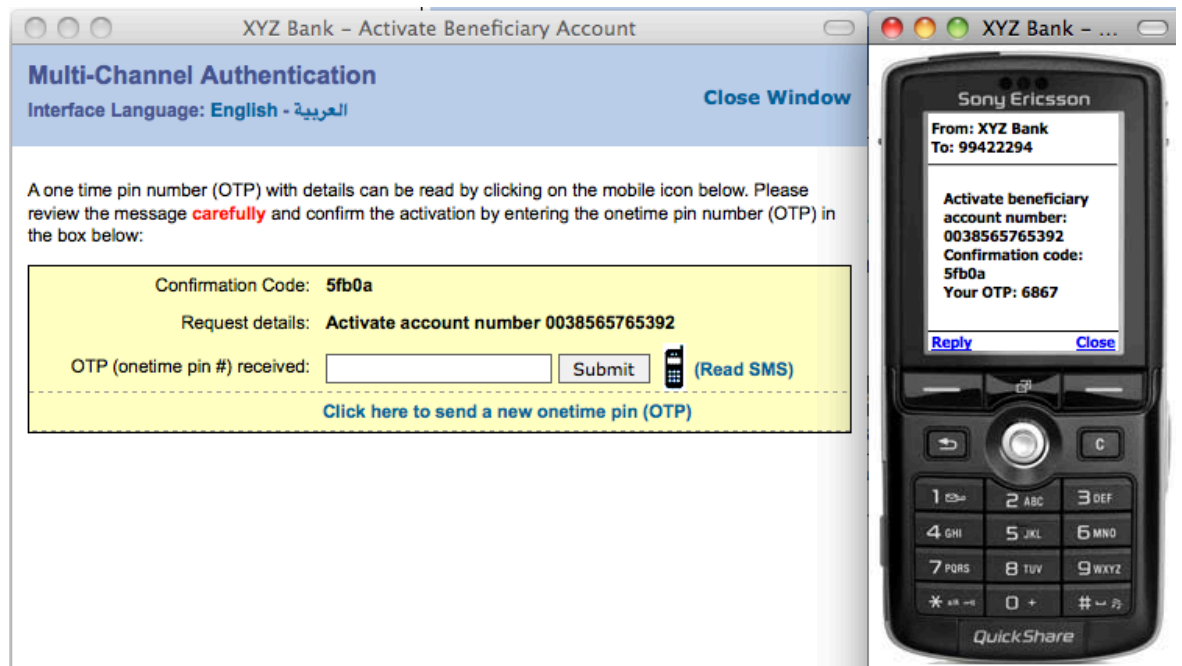 XYZ Bank – Activate Beneficiary Account
Multi-Channel Authentication
Interface Language: English - العربية
Close Window
A one time pin number (OTP) with details can be read by clicking on the mobile icon below. Please
review the message carefully and confirm the activation by entering the onetime pin number (OTP) in
the box below:
Confirmation Code: 5fb0a
Request details: Activate account number 0038565765392
OTP (onetime pin #) received: Submit (Read SMS)
Click here to send a new onetime pin (OTP)
XYZ Bank – ...
Sony Ericsson
From: XYZ Bank
To: 99422294
Activate beneficiary
account number:
0038565765392
Confirmation code:
5fb0a
Your OTP: 6867
Reply Close
C
1 2 ABC 3 DEF
4 GHI 5 JKL 6 MNO
7 PQRS 8 TUV 9 WXYZ
* a/A 0 + #
QuickShare